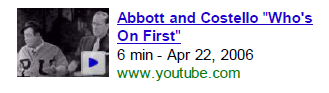 Abbott and Costello "Who's
On First"
6 min - Apr 22, 2006
www.youtube.com